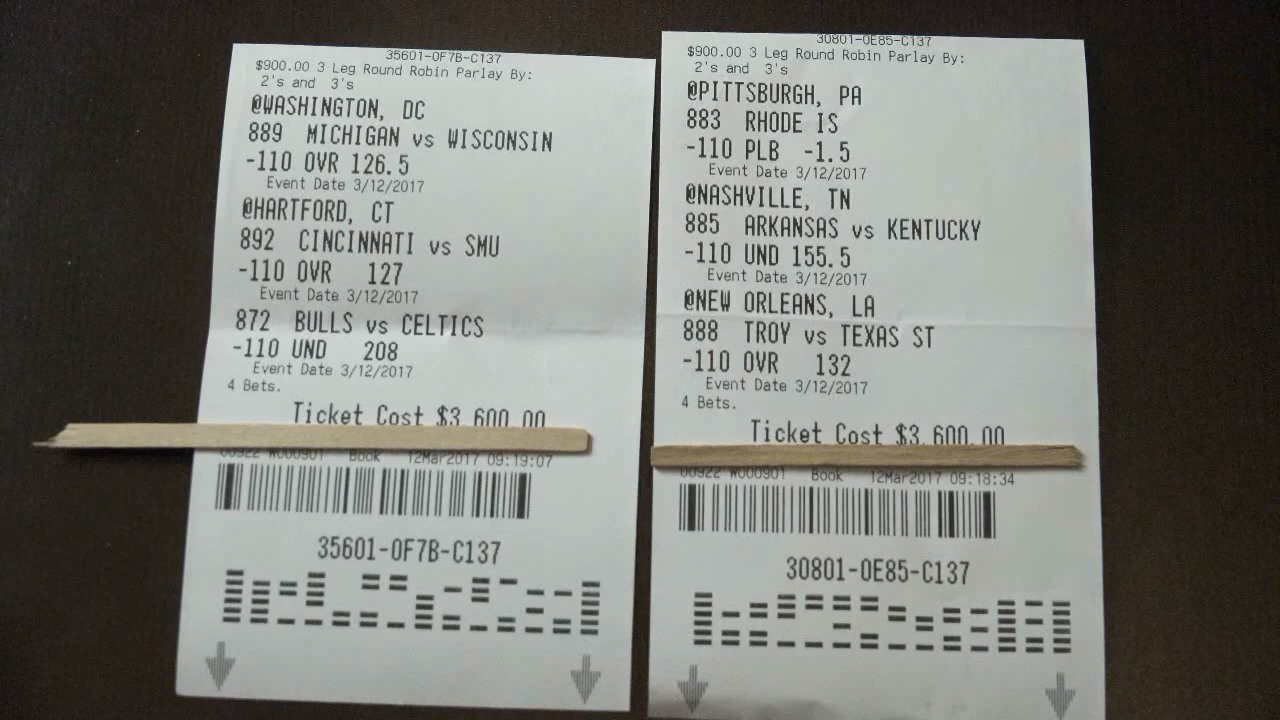 35601-0F7B-C137
$900.00 3 Leg Round Robin Parlay By:
2's and 3's
@WASHINGTON, DC
889 MICHIGAN vs WISCONSIN
-110 OVR 126.5
Event Date 3/12/2017
@HARTFORD, CT
892 CINCINNATI vs SMU
-110 OVR 127
Event Date 3/12/2017
872 BULLS vs CELTICS
-110 UND 208
Event Date 3/12/2017
4 Bets.
Ticket Cost $3,600.00
00922 W000901 Book 12Mar2017 09:19:07
35601-0F7B-C137
30801-0E85-C137
$900.00 3 Leg Round Robin Parlay By:
2's and 3's
@PITTSBURGH, PA
883 RHODE IS
-110 PLB -1.5
Event Date 3/12/2017
@NASHVILLE, TN
885 ARKANSAS vs KENTUCKY
-110 UND 155.5
Event Date 3/12/2017
@NEW ORLEANS, LA
888 TROY vs TEXAS ST
-110 OVR 132
Event Date 3/12/2017
4 Bets.
Ticket Cost $3,600.00
00922 W000901 Book 12Mar2017 09:18:34
30801-0E85-C137